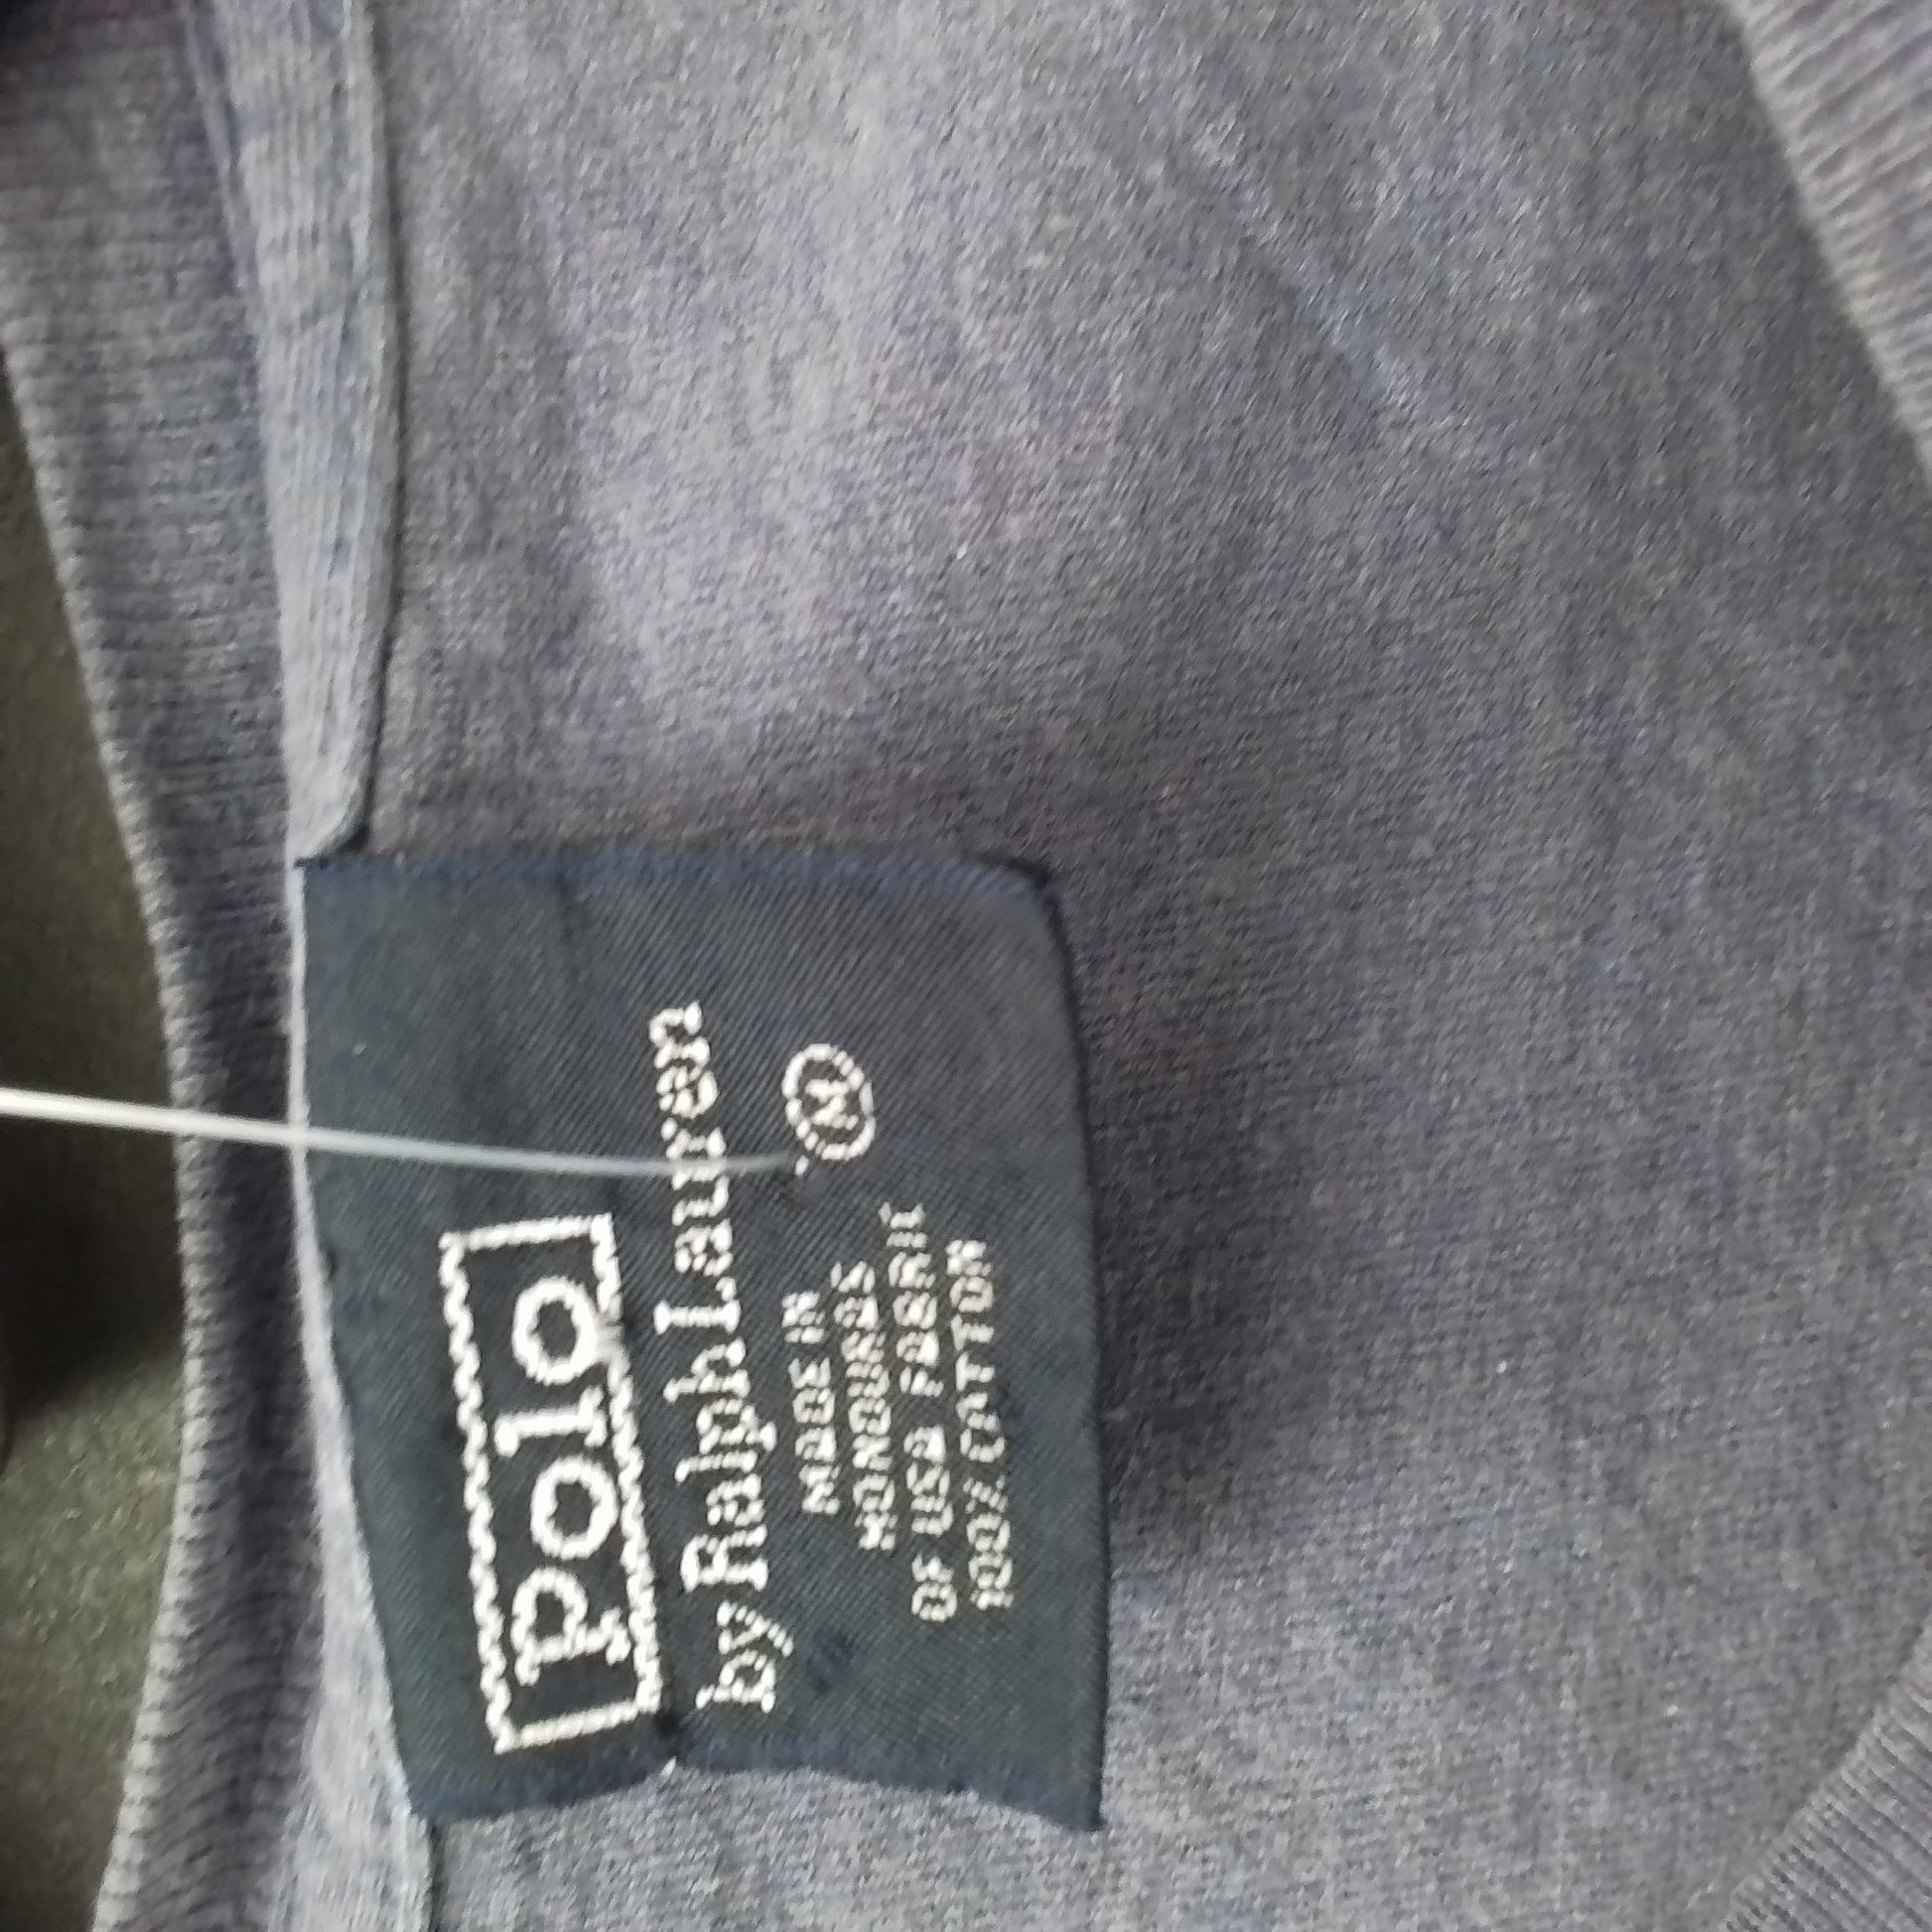 Polo
by Ralph Lauren
M
MADE IN
HONDURAS
OF USA FABRIC
100% COTTON